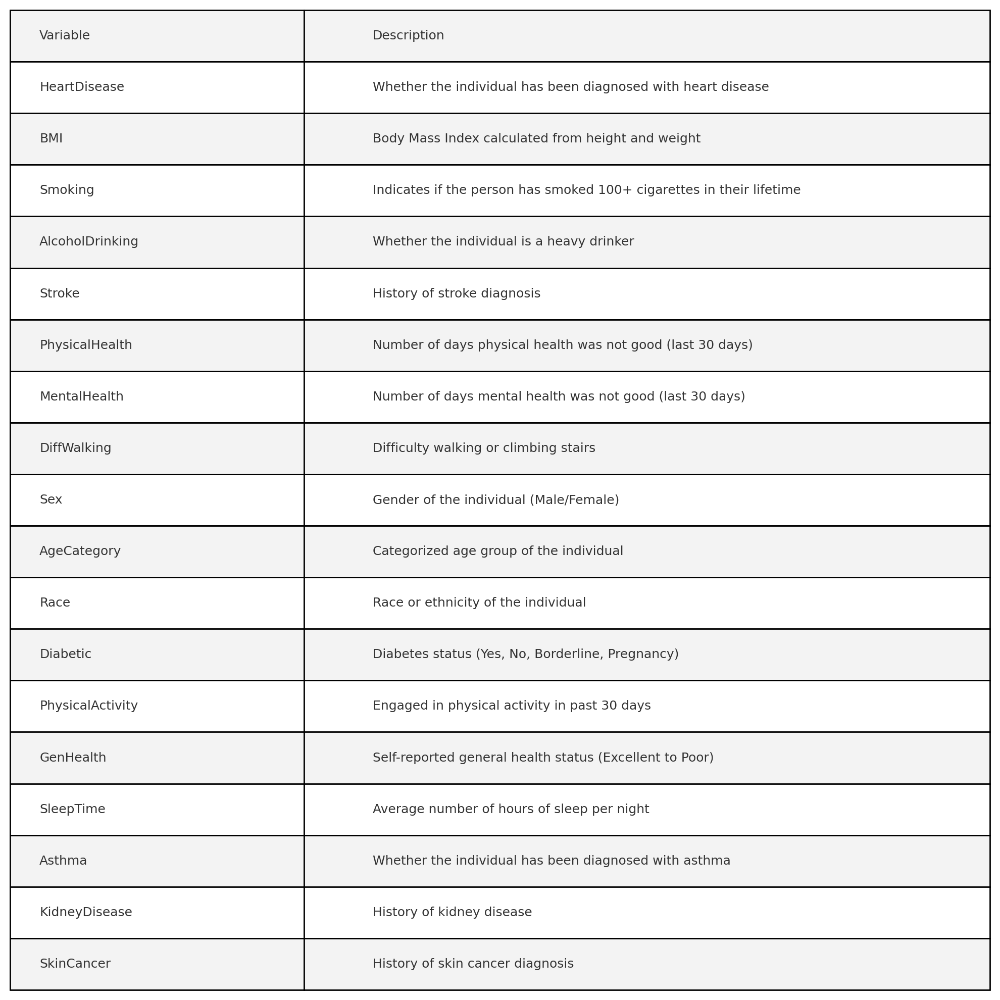 Variable Description
HeartDisease Whether the individual has been diagnosed with heart disease
BMI Body Mass Index calculated from height and weight
Smoking Indicates if the person has smoked 100+ cigarettes in their lifetime
AlcoholDrinking Whether the individual is a heavy drinker
Stroke History of stroke diagnosis
PhysicalHealth Number of days physical health was not good (last 30 days)
MentalHealth Number of days mental health was not good (last 30 days)
DiffWalking Difficulty walking or climbing stairs
Sex Gender of the individual (Male/Female)
AgeCategory Categorized age group of the individual
Race Race or ethnicity of the individual
Diabetic Diabetes status (Yes, No, Borderline, Pregnancy)
PhysicalActivity Engaged in physical activity in past 30 days
GenHealth Self-reported general health status (Excellent to Poor)
SleepTime Average number of hours of sleep per night
Asthma Whether the individual has been diagnosed with asthma
KidneyDisease History of kidney disease
SkinCancer History of skin cancer diagnosis